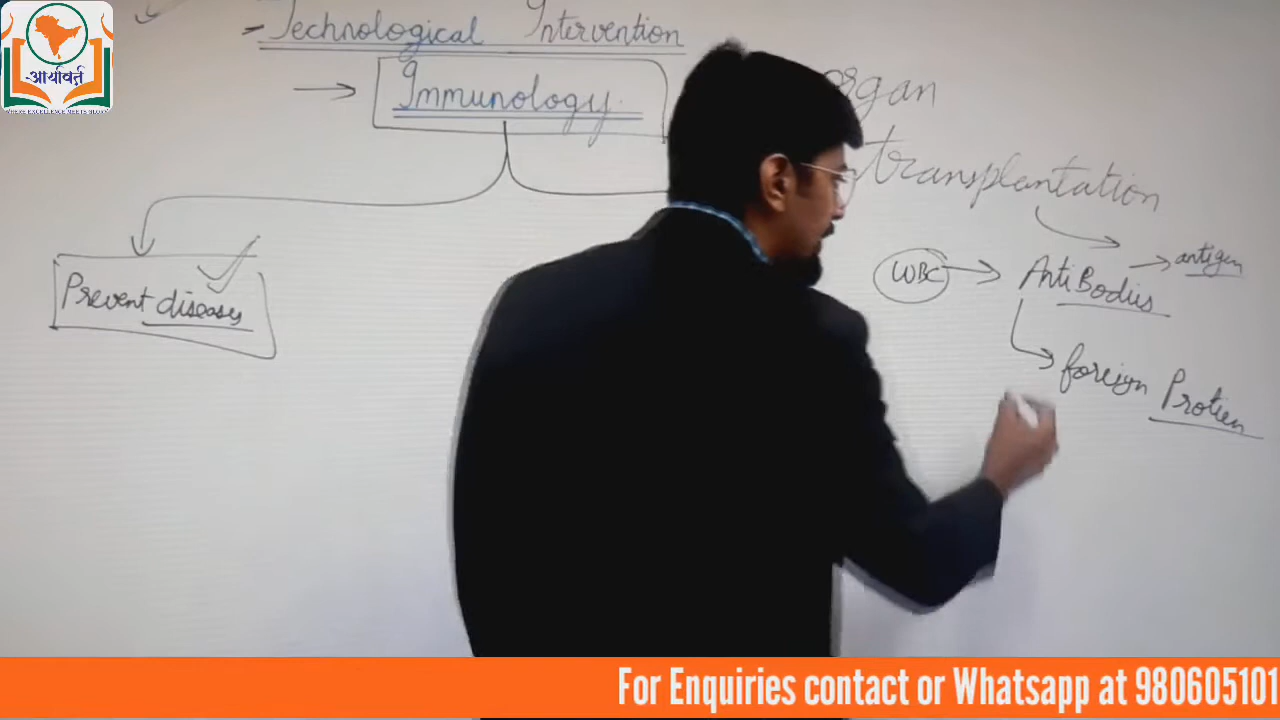 आर्यावर्त
- Technological Intervention
Immunology.
organ
transplantation
Prevent diseases
WBC
AntiBodies
antigen
foreign Protien
For Enquiries contact or Whatsapp at 980605101